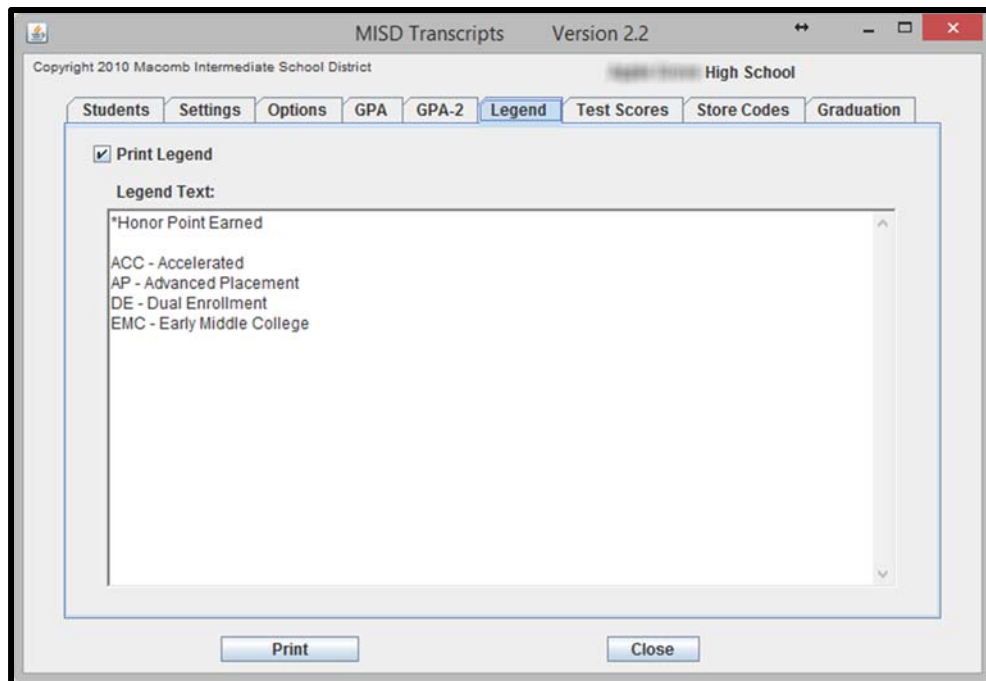 MISD Transcripts Version 2.2
Copyright 2010 Macomb Intermediate School District
High School
Students Settings Options GPA GPA-2 Legend Test Scores Store Codes Graduation
Print Legend
Legend Text:
*Honor Point Earned
ACC - Accelerated
AP - Advanced Placement
DE - Dual Enrollment
EMC - Early Middle College
Print Close